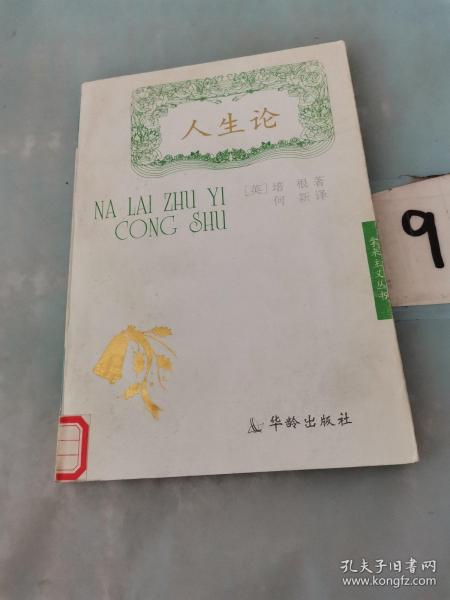 人生论
[英]培 根著
何 新译
NA LAI ZHU YI
CONG SHU
拿来主义丛书
9
华龄出版社
孔夫子旧书网
www.kongfz.com